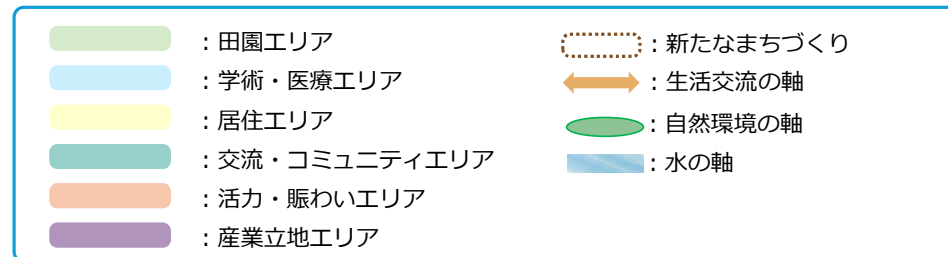 ：田園エリア
：学術・医療エリア
：居住エリア
：交流・コミュニティエリア
：活力・賑わいエリア
：産業立地エリア
：新たなまちづくり
：生活交流の軸
：自然環境の軸
：水の軸